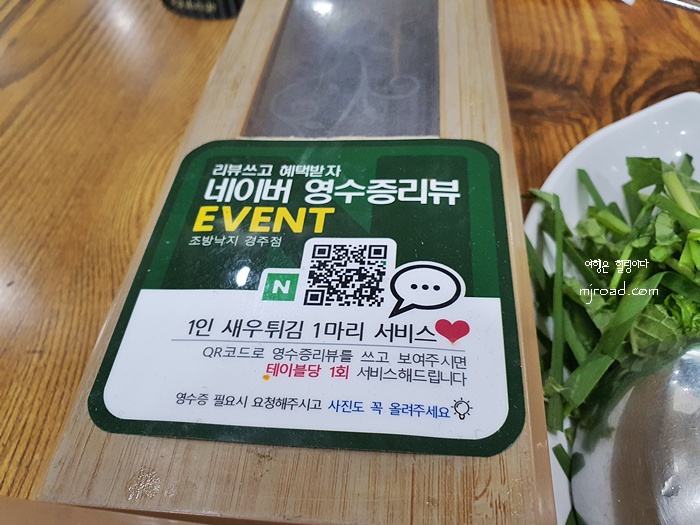 리뷰쓰고 혜택받자
네이버 영수증리뷰
EVENT
조방낙지 경주점
N
1인 새우튀김 1마리 서비스
QR코드로 영수증리뷰를 쓰고 보여주시면
테이블당 1회 서비스해드립니다
영수증 필요시 요청해주시고 사진도 꼭 올려주세요
여행은 힐링이다
mjroad.com